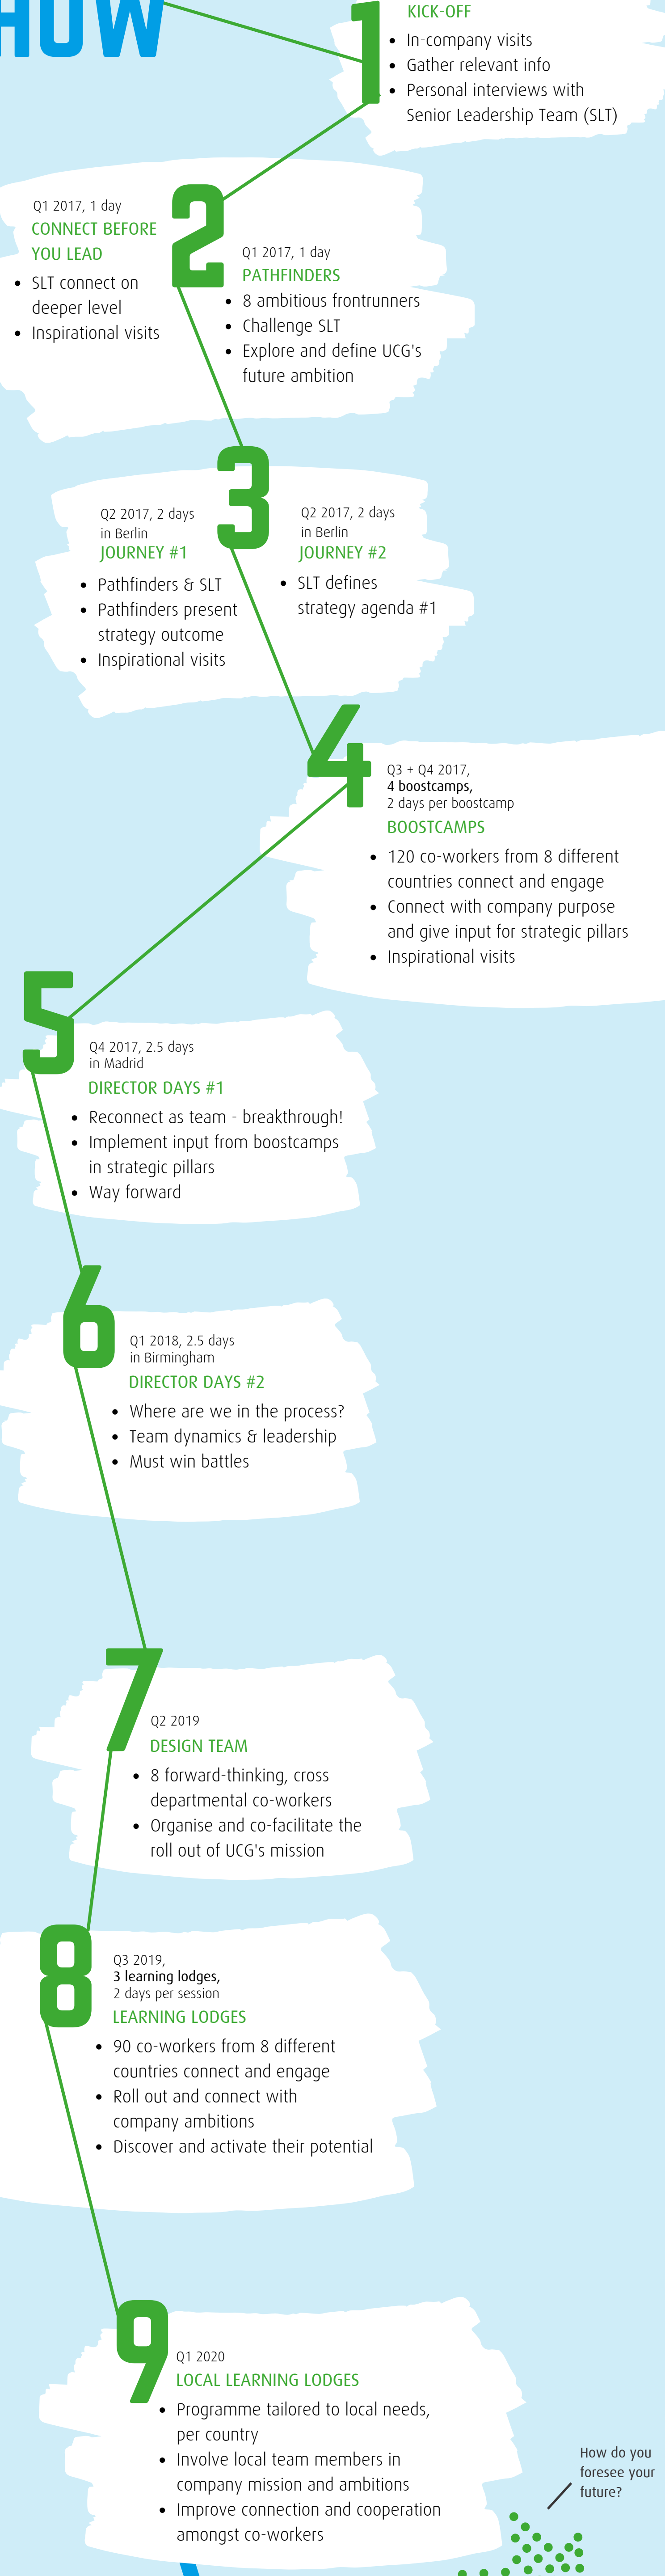 HOW
1
KICK-OFF
• In-company visits
• Gather relevant info
• Personal interviews with
Senior Leadership Team (SLT)
2
Q1 2017, 1 day
CONNECT BEFORE
YOU LEAD
• SLT connect on
deeper level
• Inspirational visits
Q1 2017, 1 day
PATHFINDERS
• 8 ambitious frontrunners
• Challenge SLT
• Explore and define UCG's
future ambition
3
Q2 2017, 2 days
in Berlin
JOURNEY #1
• Pathfinders & SLT
• Pathfinders present
strategy outcome
• Inspirational visits
Q2 2017, 2 days
in Berlin
JOURNEY #2
• SLT defines
strategy agenda #1
4
Q3 + Q4 2017,
4 boostcamps,
2 days per boostcamp
BOOSTCAMPS
• 120 co-workers from 8 different
countries connect and engage
• Connect with company purpose
and give input for strategic pillars
• Inspirational visits
5
Q4 2017, 2.5 days
in Madrid
DIRECTOR DAYS #1
• Reconnect as team - breakthrough!
• Implement input from boostcamps
in strategic pillars
• Way forward
6
Q1 2018, 2.5 days
in Birmingham
DIRECTOR DAYS #2
• Where are we in the process?
• Team dynamics & leadership
• Must win battles
7
Q2 2019
DESIGN TEAM
• 8 forward-thinking, cross
departmental co-workers
• Organise and co-facilitate the
roll out of UCG's mission
8
Q3 2019,
3 learning lodges,
2 days per session
LEARNING LODGES
• 90 co-workers from 8 different
countries connect and engage
• Roll out and connect with
company ambitions
• Discover and activate their potential
9
Q1 2020
LOCAL LEARNING LODGES
• Programme tailored to local needs,
per country
• Involve local team members in
company mission and ambitions
• Improve connection and cooperation
amongst co-workers
How do you
foresee your
future?